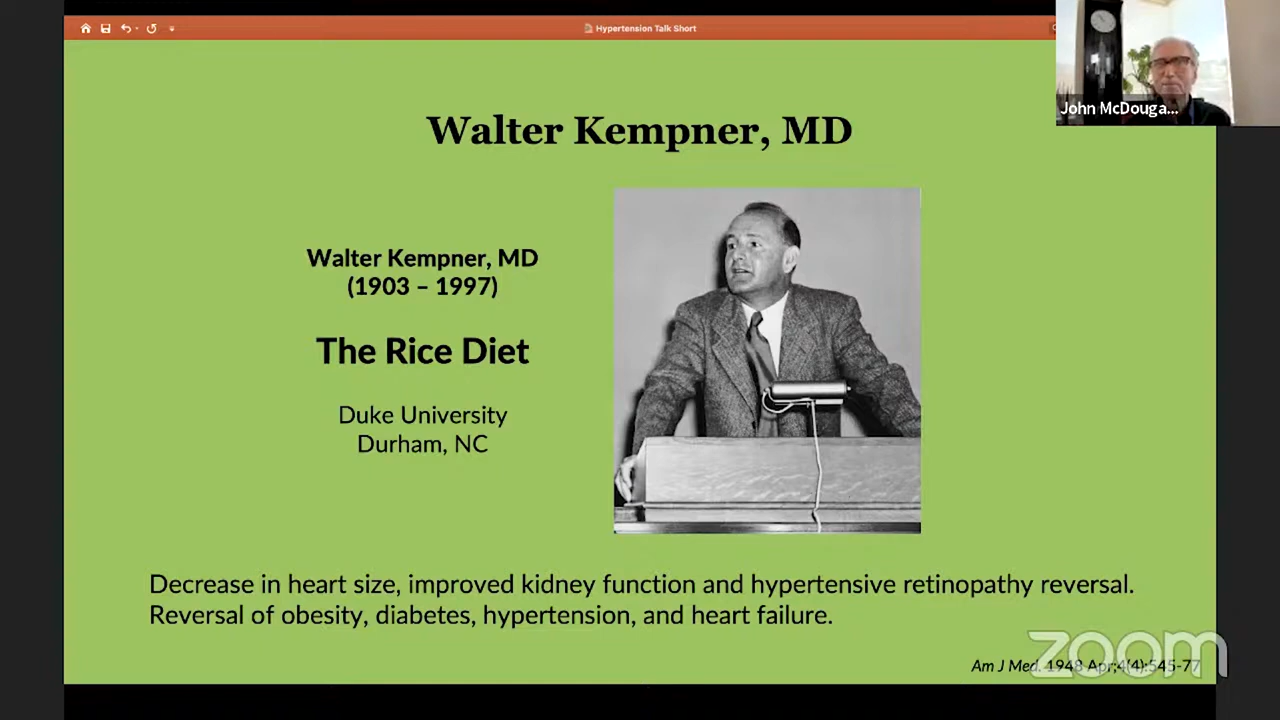 Hypertension Talk Short
John McDouga...
Walter Kempner, MD
Walter Kempner, MD
(1903 – 1997)
The Rice Diet
Duke University
Durham, NC
Decrease in heart size, improved kidney function and hypertensive retinopathy reversal.
Reversal of obesity, diabetes, hypertension, and heart failure.
zoom
Am J Med. 1948 Apr;4(4):545-77